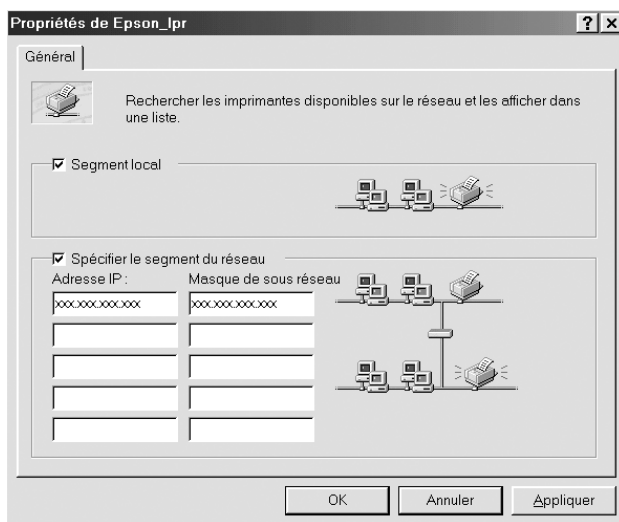 Propriétés de Epson_lpr
Général
Rechercher les imprimantes disponibles sur le réseau et les afficher dans
une liste.
Segment local
Spécifier le segment du réseau
Adresse IP : Masque de sous réseau
xxx.xxx.xxx.xxx xxx.xxx.xxx.xxx
OK Annuler Appliquer